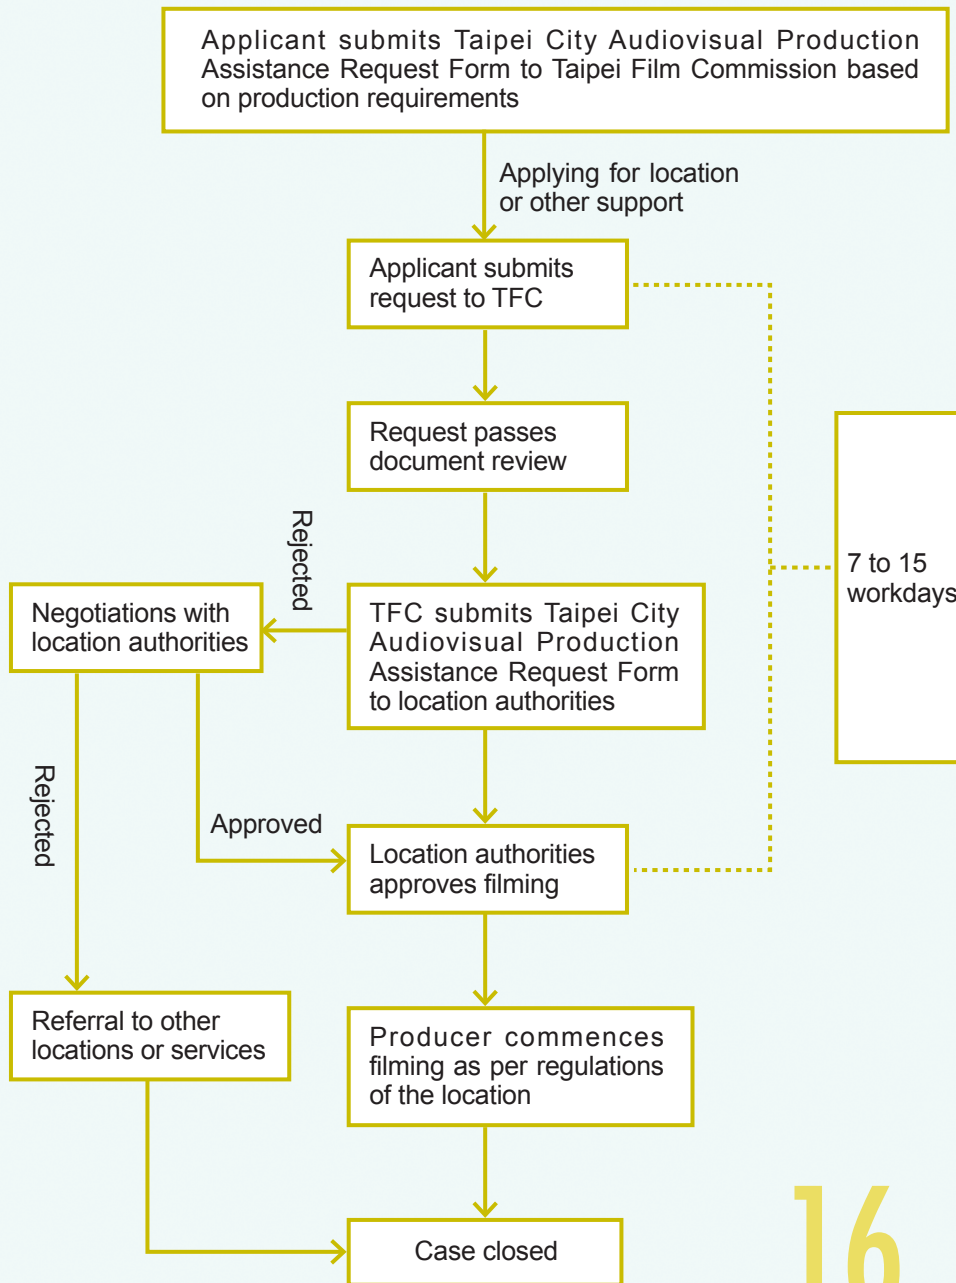 Applicant submits Taipei City Audiovisual Production
Assistance Request Form to Taipei Film Commission based
on production requirements
Applying for location
or other support
Applicant submits
request to TFC
Request passes
document review
7 to 15
workdays
Rejected
Negotiations with
location authorities
TFC submits Taipei City
Audiovisual Production
Assistance Request Form
to location authorities
Rejected
Approved
Location authorities
approves filming
Referral to other
locations or services
Producer commences
filming as per regulations
of the location
Case closed
16